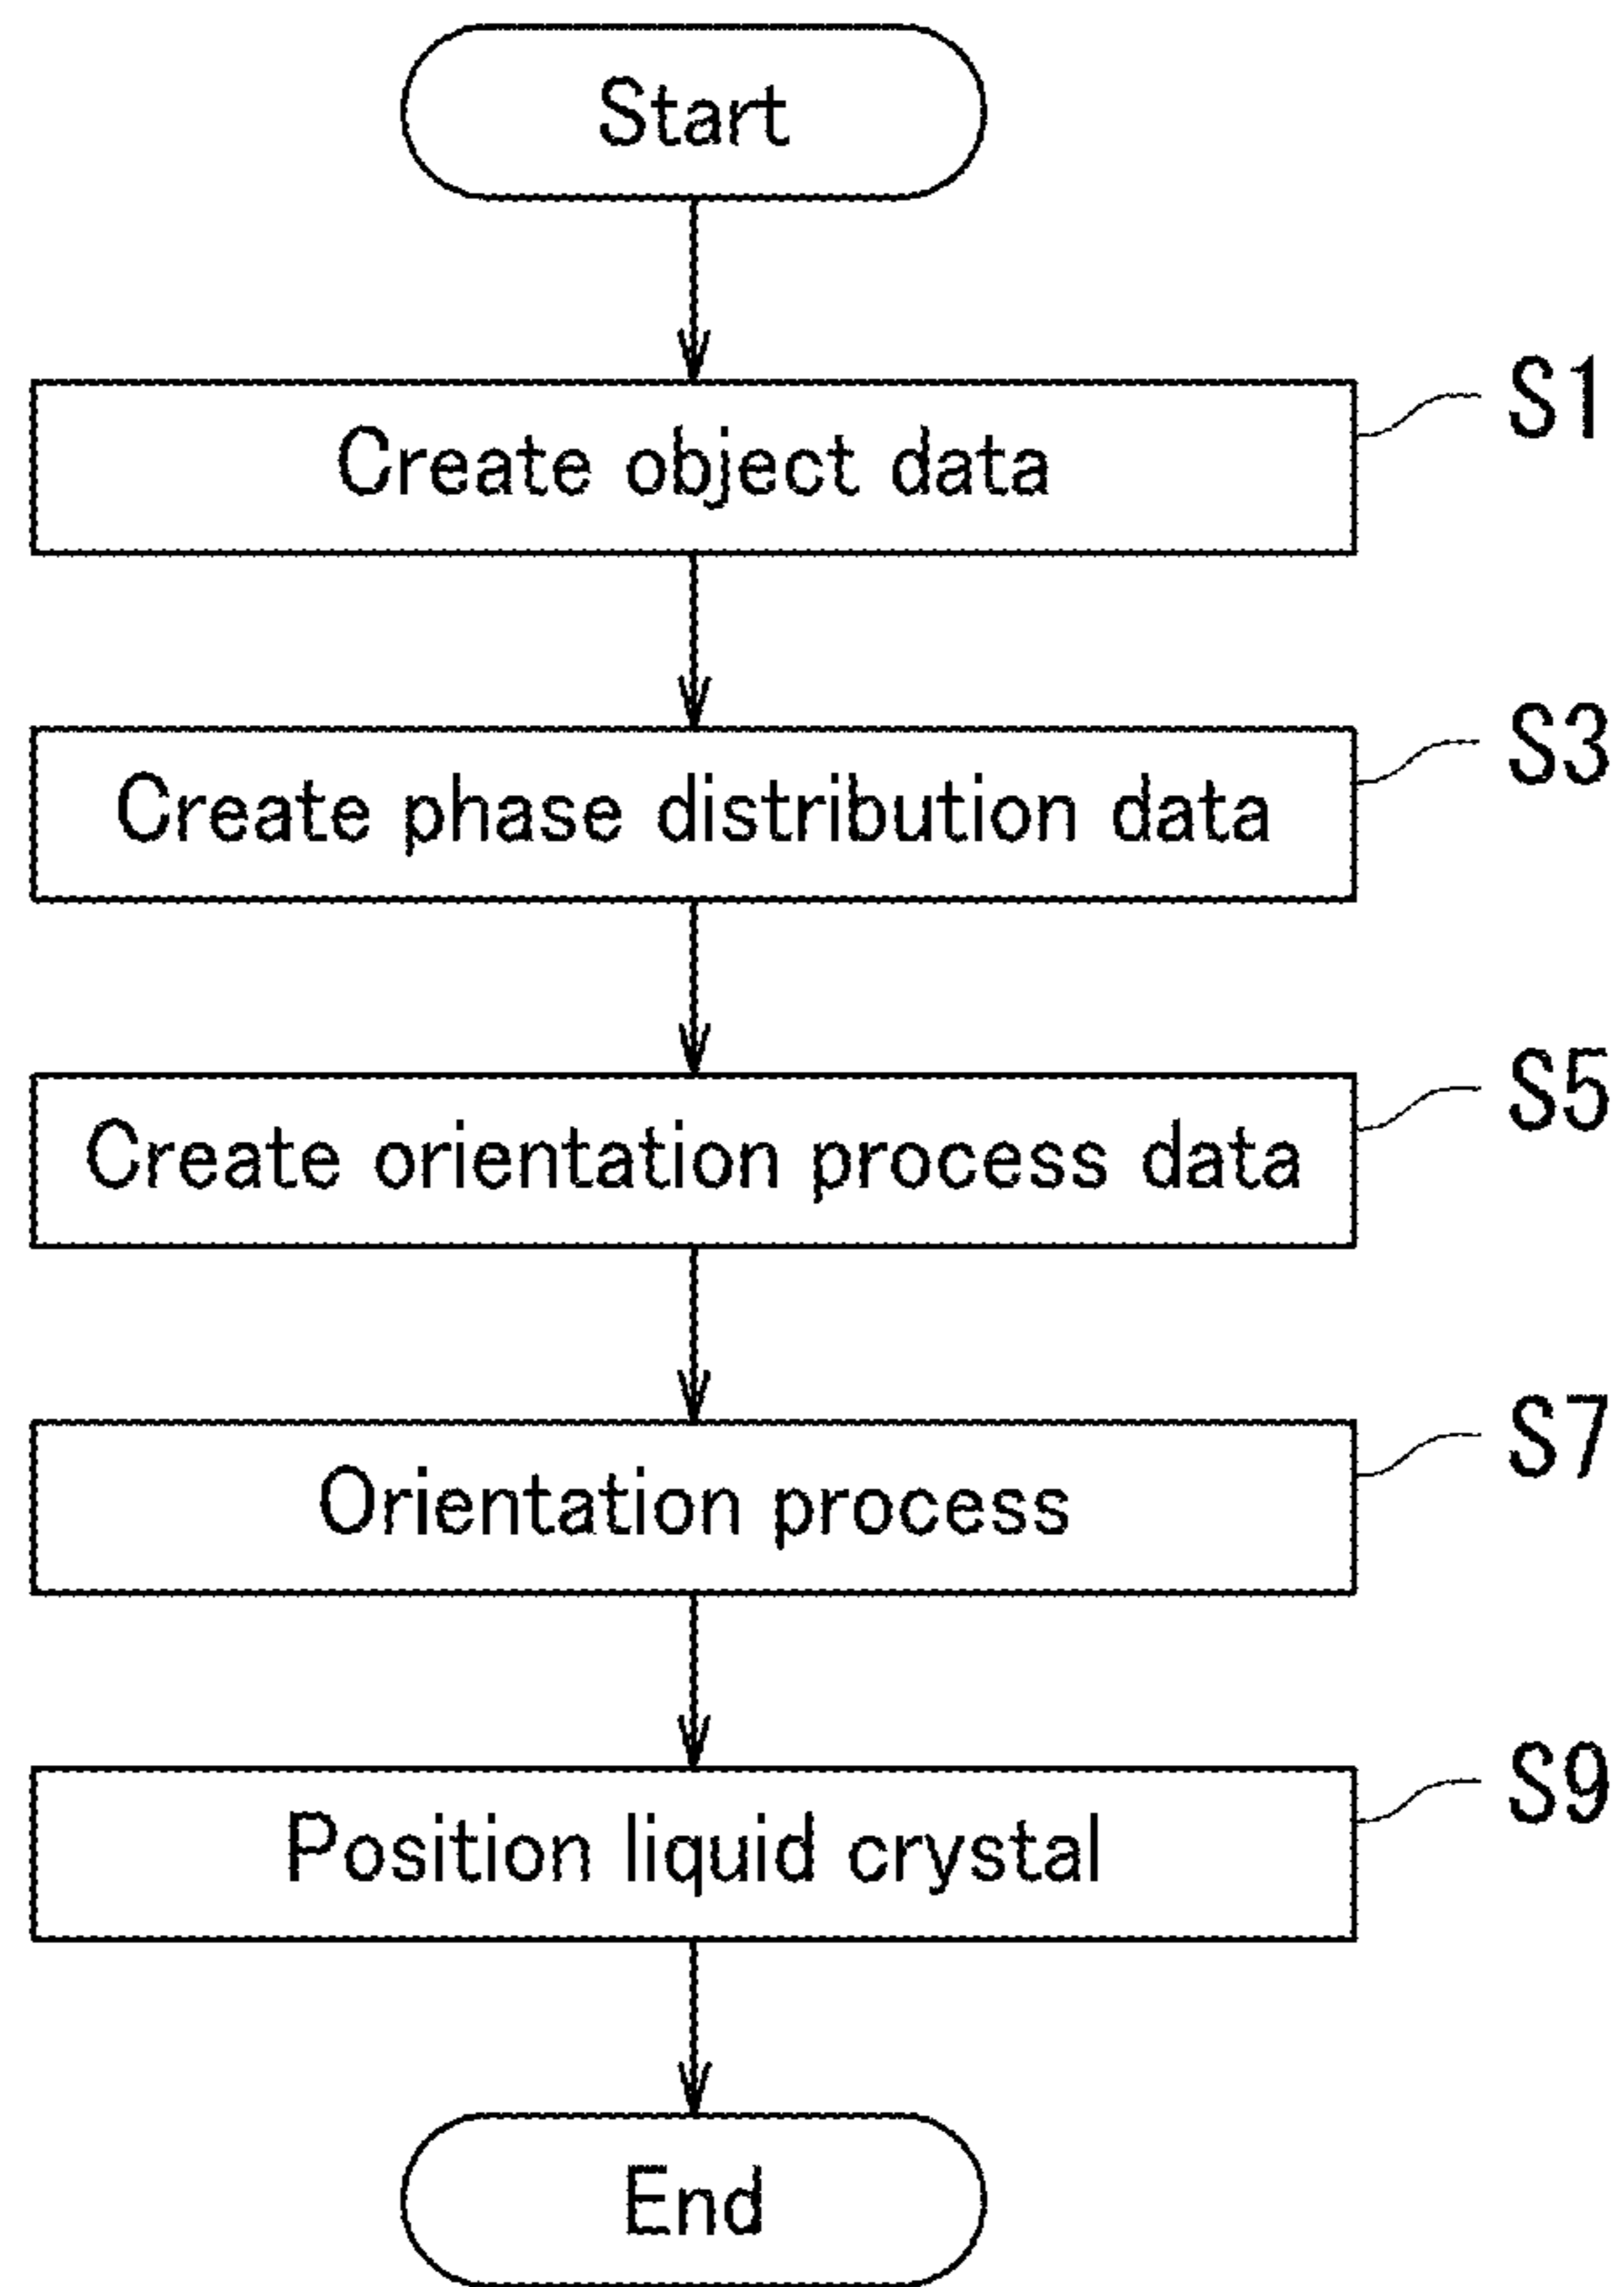 Start
Create object data
S1
Create phase distribution data
S3
Create orientation process data
S5
Orientation process
S7
Position liquid crystal
S9
End